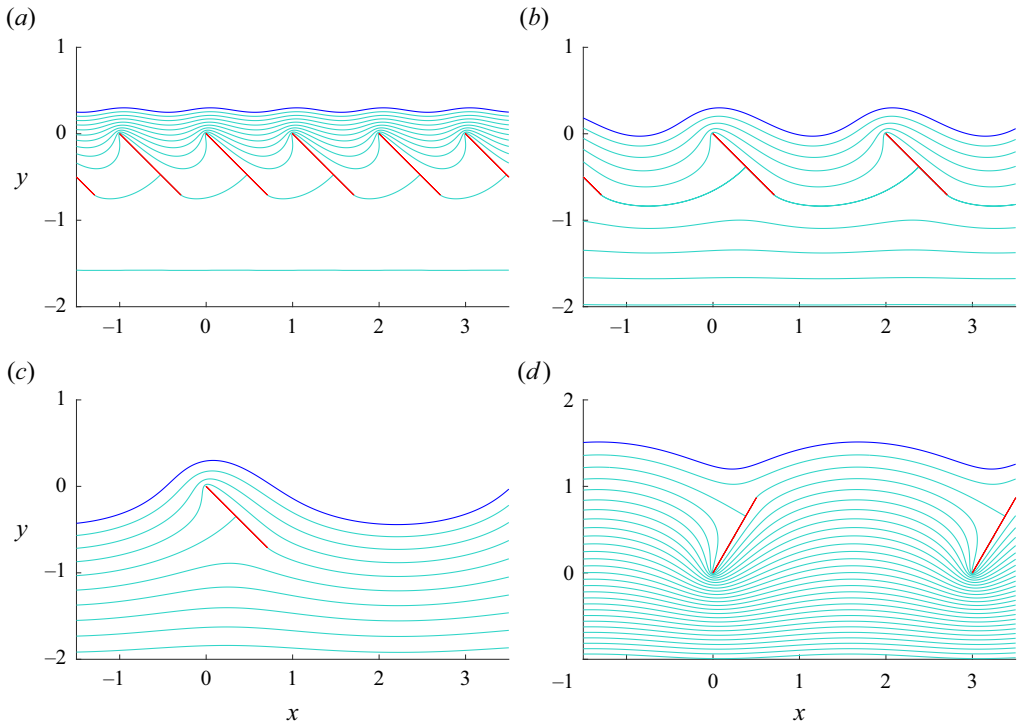 (a) (b)
1 1
y 0 0
–1 –1
–2 –2
–1 0 1 2 3 –1 0 1 2 3
(c) (d)
1 2
y 0 1
–1 0
–2
–1 0 1 2 3 –1 0 1 2 3
x x